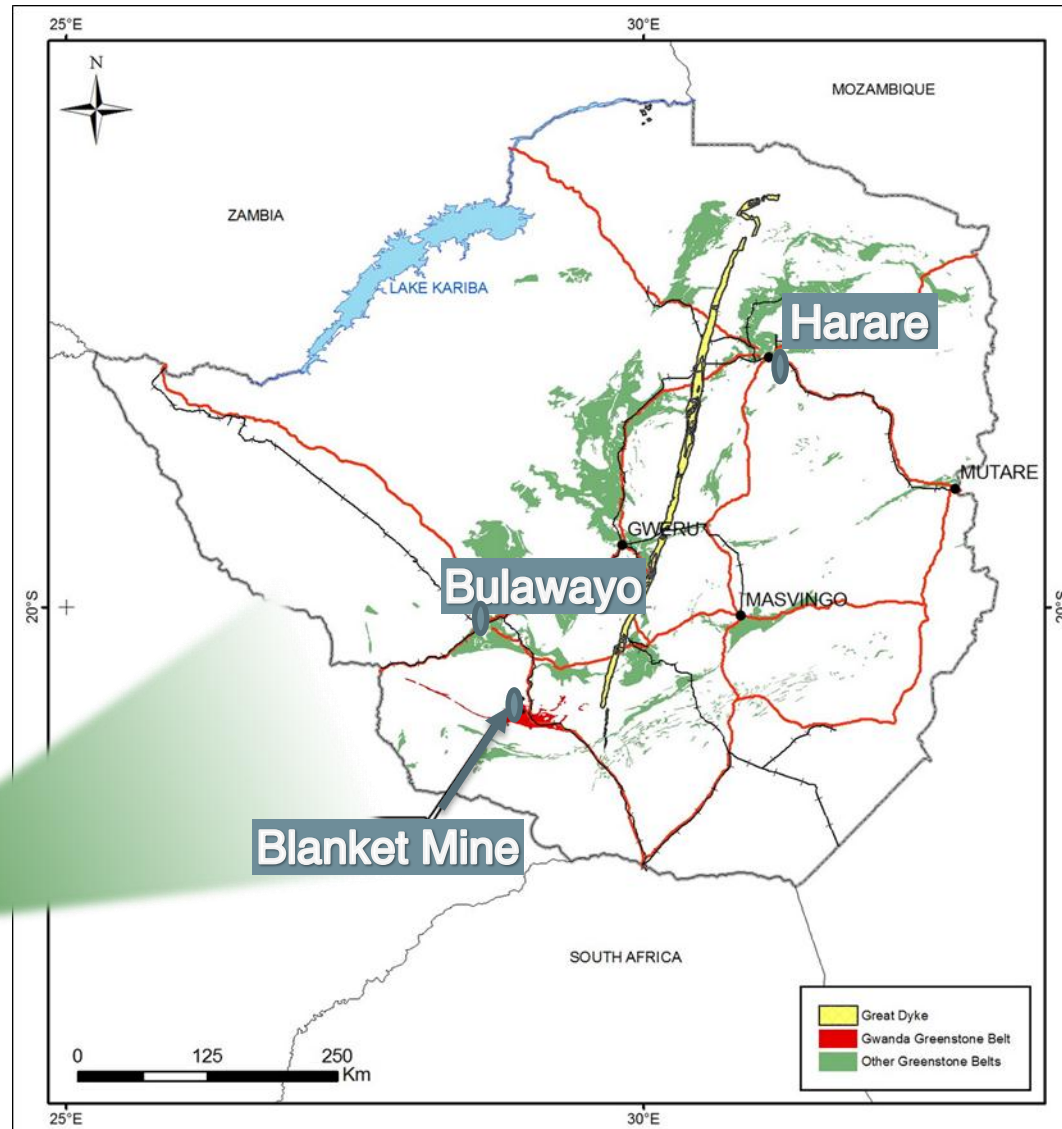 25°E
30°E
N
MOZAMBIQUE
ZAMBIA
LAKE KARIBA
Harare
MUTARE
GWERU
Bulawayo
MASVINGO
20°S
20°S
Blanket Mine
SOUTH AFRICA
Great Dyke
Gwanda Greenstone Belt
Other Greenstone Belts
0 125 250
Km
25°E
30°E